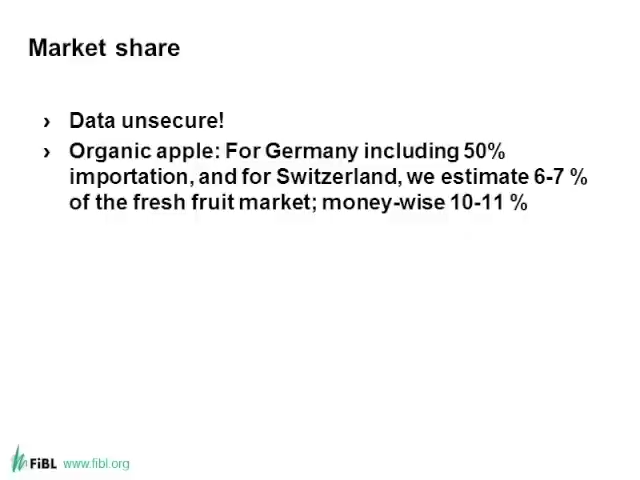 Market share
› Data unsecure!
› Organic apple: For Germany including 50%
importation, and for Switzerland, we estimate 6-7 %
of the fresh fruit market; money-wise 10-11 %
FiBL www.fibl.org